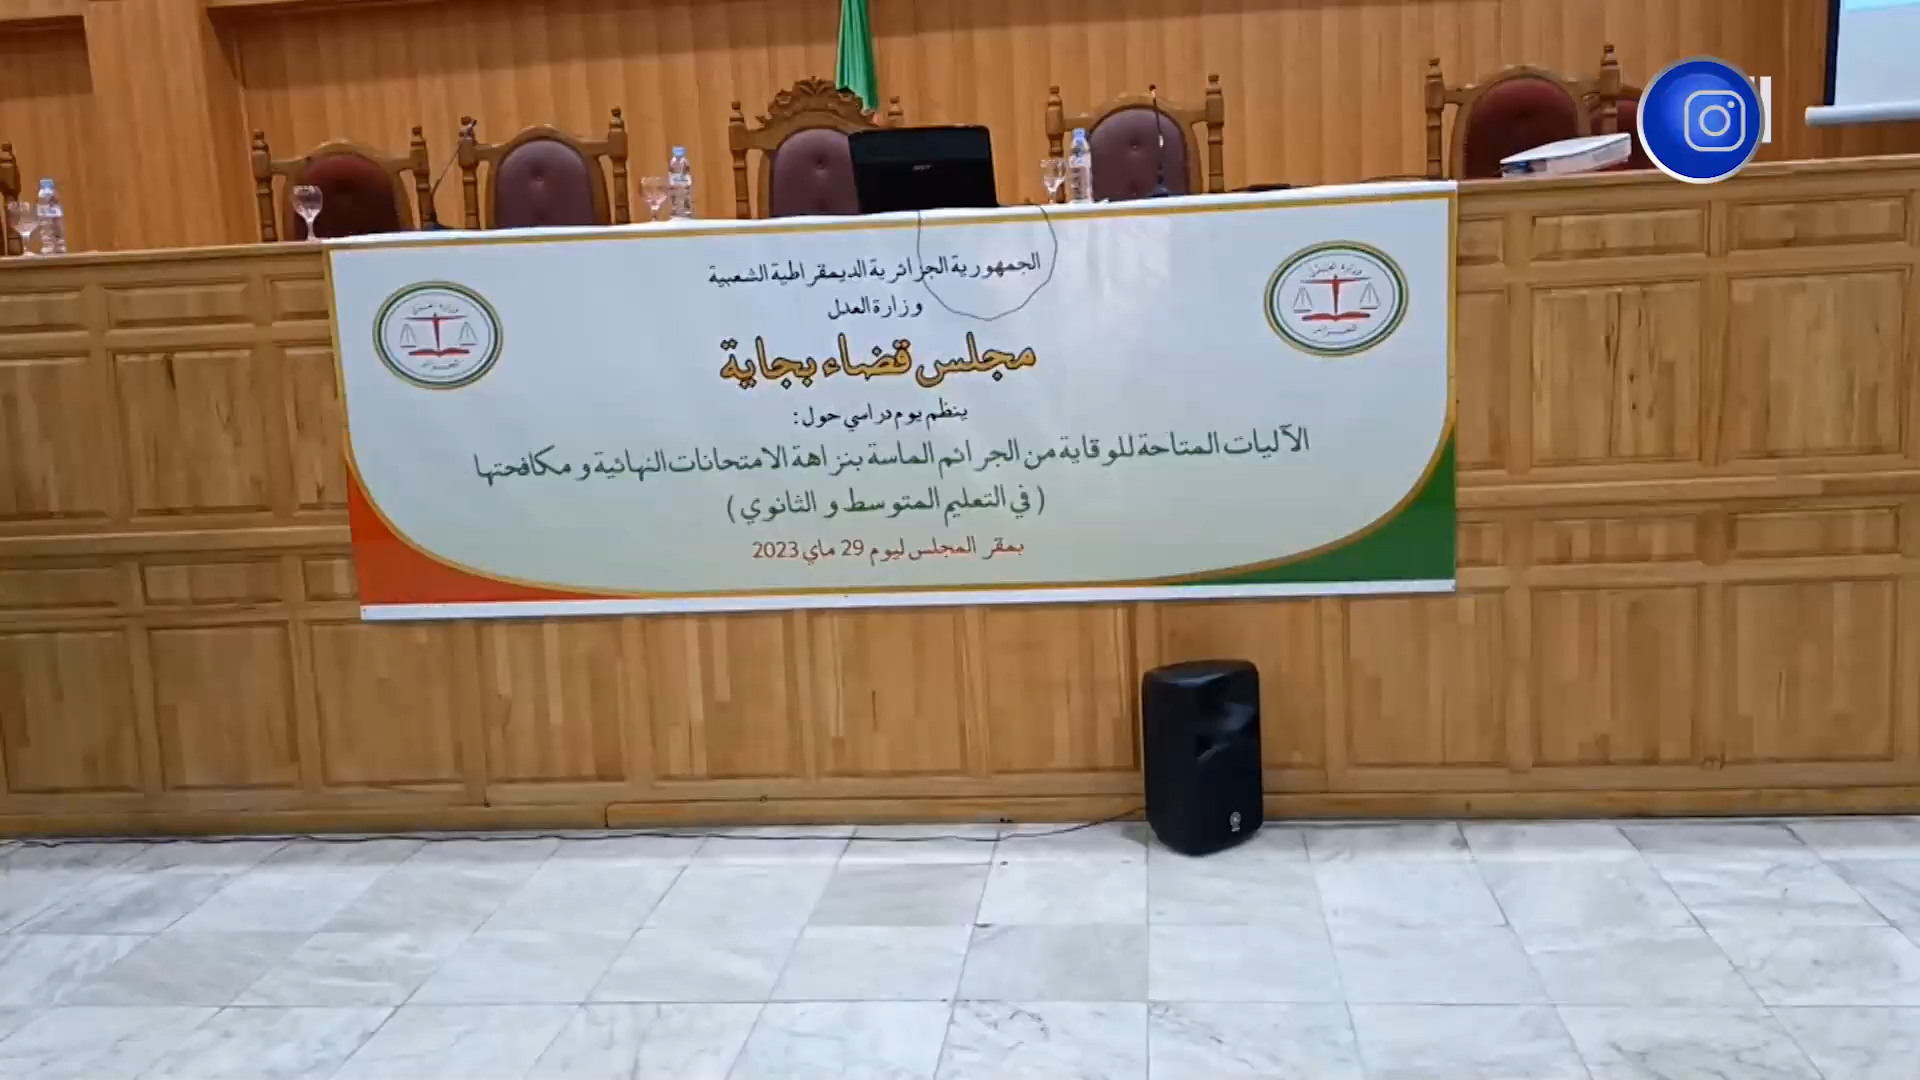 الجمهورية الجزائرية الديمقراطية الشعبية
وزارة العدل
مجلس قضاء بجاية
ينظم يوم دراسي حول:
الآليات المتاحة للوقاية من الجرائم الماسة بنزاهة الامتحانات النهائية و مكافحتها
( في التعليم المتوسط و الثانوي )
بمقر المجلس ليوم 29 ماي 2023